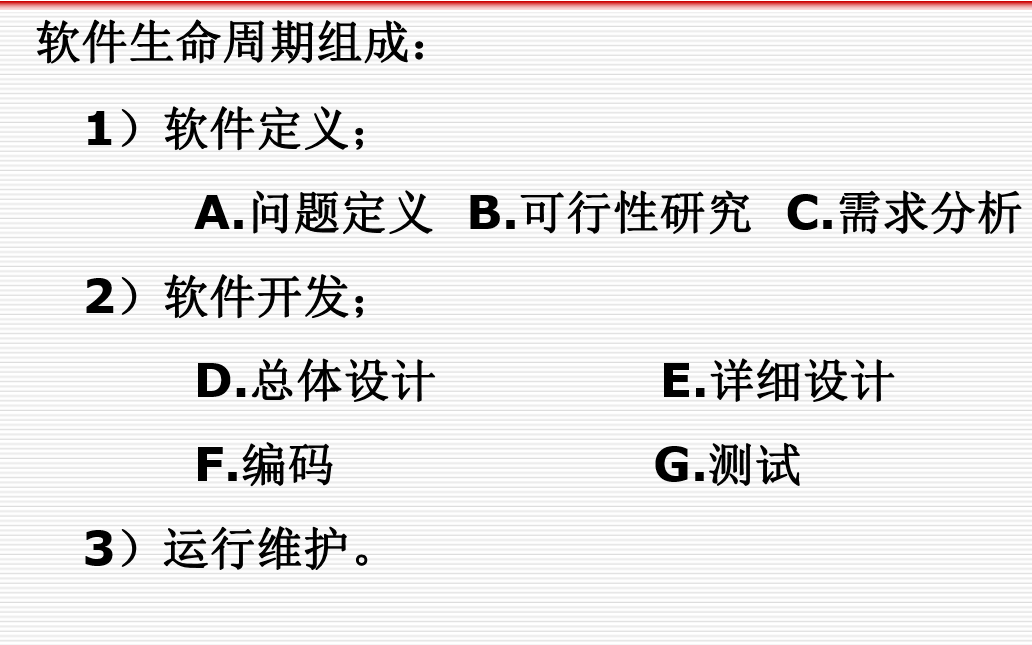 软件生命周期组成：
1）软件定义；
A.问题定义 B.可行性研究 C.需求分析
2）软件开发；
D.总体设计 E.详细设计
F.编码 G.测试
3）运行维护。